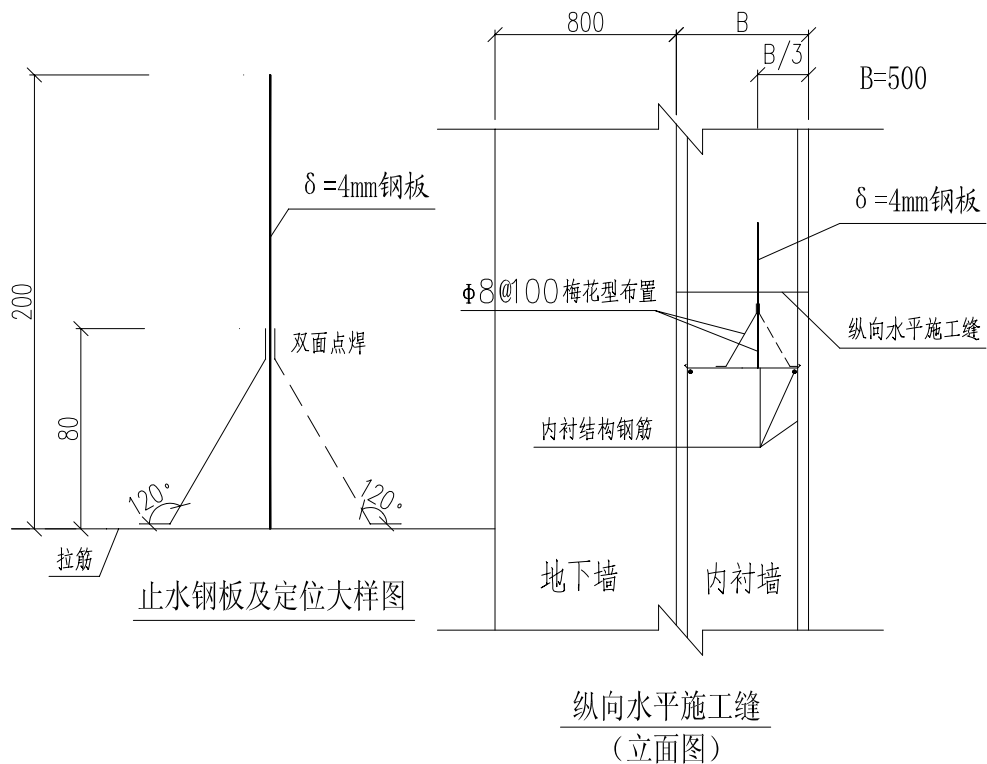 800
B
B/3
B=500
200
δ=4mm钢板
δ=4mm钢板
Φ8@100梅花型布置
双面点焊
纵向水平施工缝
80
内衬结构钢筋
120°
120°
拉筋
地下墙
内衬墙
止水钢板及定位大样图
纵向水平施工缝
（立面图）